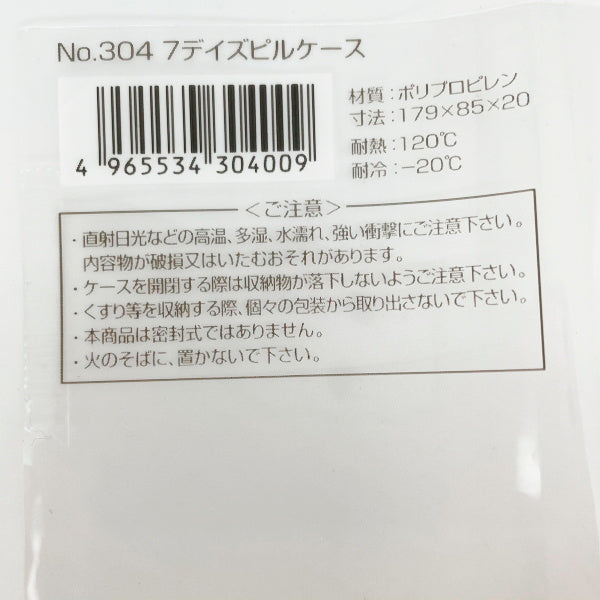 No.304 7デイズピルケース
材質：ポリプロピレン
寸法：179×85×20
耐熱：120℃
耐冷：−20℃
4 965534 304009
＜ご注意＞
・直射日光などの高温、多湿、水濡れ、強い衝撃にご注意下さい。
内容物が破損又はいたむおそれがあります。
・ケースを開閉する際は収納物が落下しないようご注意下さい。
・くすり等を収納する際、個々の包装から取り出さないで下さい。
・本商品は密封式ではありません。
・火のそばに、置かないで下さい。